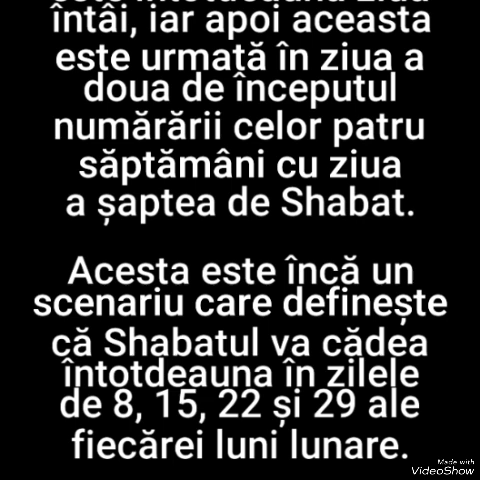 întâi, iar apoi aceasta
este urmată în ziua a
doua de începutul
numărării celor patru
săptămâni cu ziua
a șaptea de Shabat.
Acesta este încă un
scenariu care definește
că Shabatul va cădea
întotdeauna în zilele
de 8, 15, 22 și 29 ale
fiecărei luni lunare.
Made with
VideoShow